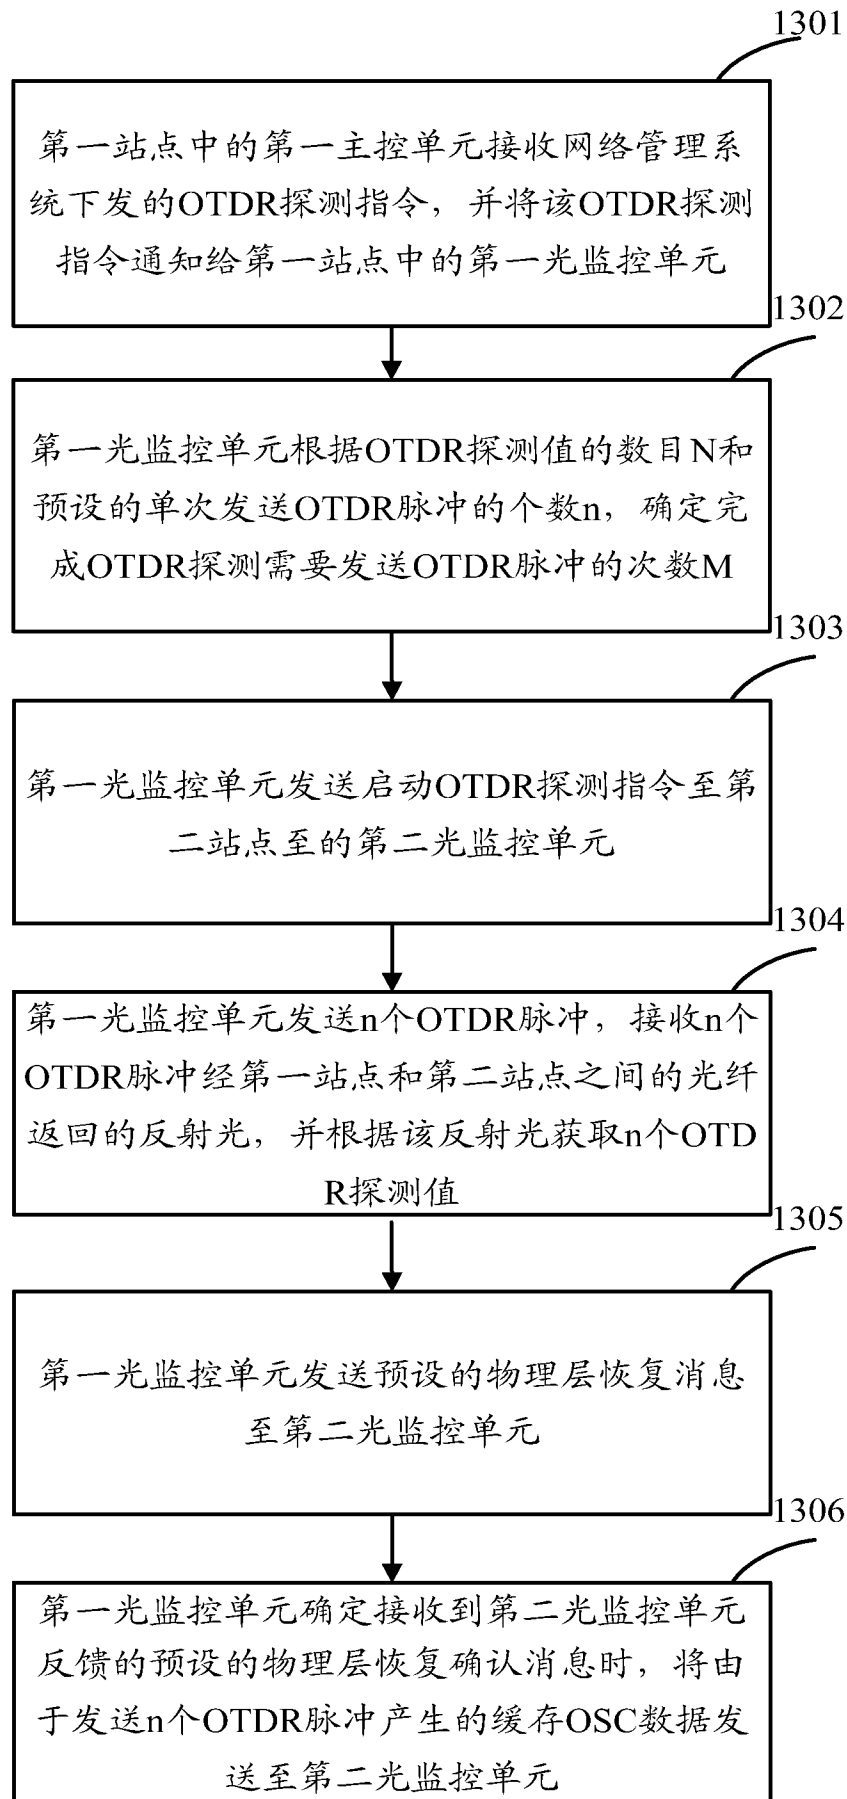 1301
第一站点中的第一主控单元接收网络管理系
统下发的OTDR探测指令，并将该OTDR探测
指令通知给第一站点中的第一光监控单元
1302
第一光监控单元根据OTDR探测值的数目N和
预设的单次发送OTDR脉冲的个数n，确定完
成OTDR探测需要发送OTDR脉冲的次数M
1303
第一光监控单元发送启动OTDR探测指令至第
二站点至的第二光监控单元
1304
第一光监控单元发送n个OTDR脉冲，接收n个
OTDR脉冲经第一站点和第二站点之间的光纤
返回的反射光，并根据该反射光获取n个OTD
R探测值
1305
第一光监控单元发送预设的物理层恢复消息
至第二光监控单元
1306
第一光监控单元确定接收到第二光监控单元
反馈的预设的物理层恢复确认消息时，将由
于发送n个OTDR脉冲产生的缓存OSC数据发
送至第二光监控单元